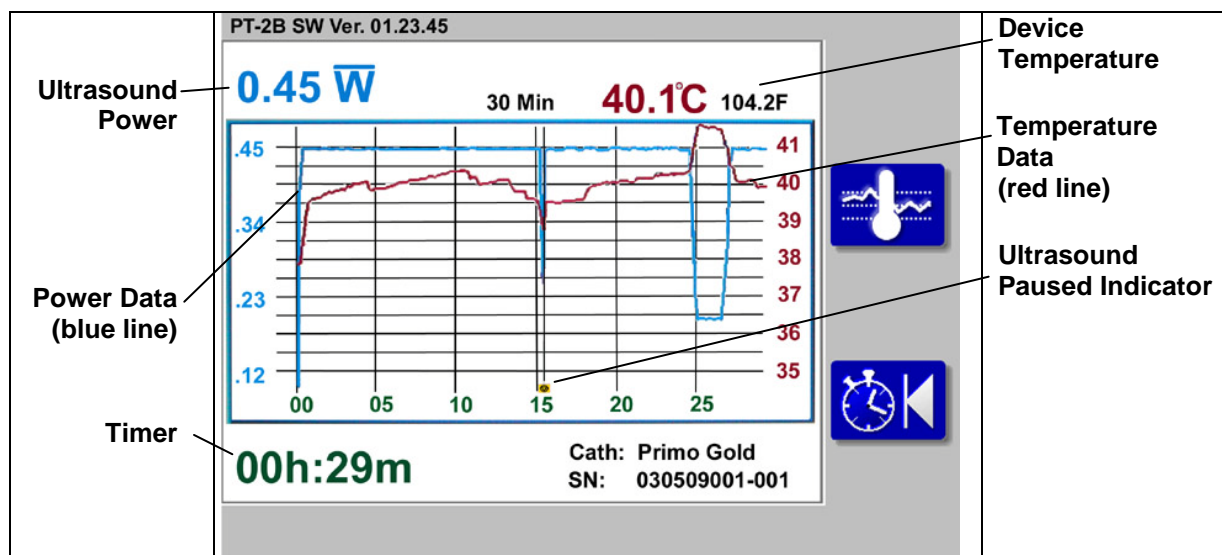 PT-2B SW Ver. 01.23.45
Device
Temperature
Ultrasound
Power
0.45 W
30 Min
40.1°C
104.2F
Temperature
Data
(red line)
.45
.34
.23
.12
41
40
39
38
37
36
35
Ultrasound
Paused Indicator
Power Data
(blue line)
00 05 10 15 20 25
Timer
00h:29m
Cath: Primo Gold
SN: 030509001-001